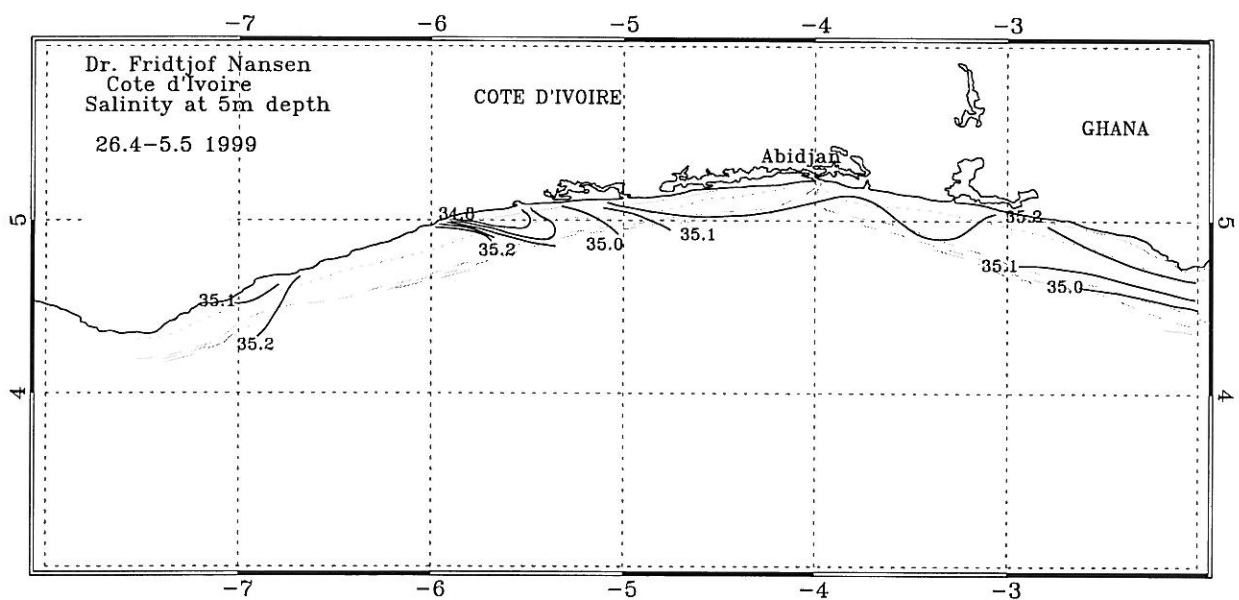 -7 -6 -5 -4 -3
Dr. Fridtjof Nansen
Cote d'Ivoire
Salinity at 5m depth
26.4-5.5 1999
COTE D'IVOIRE
GHANA
Abidjan
5 34.8 35.2 5
35.2 35.0 35.1
35.1
35.1 35.0
35.2
4 4
-7 -6 -5 -4 -3